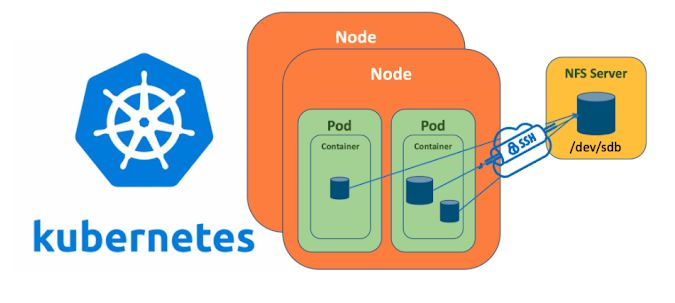 kubernetes
Node
Node
Pod
Container
Pod
Container
& SSH
NFS Server
/dev/sdb